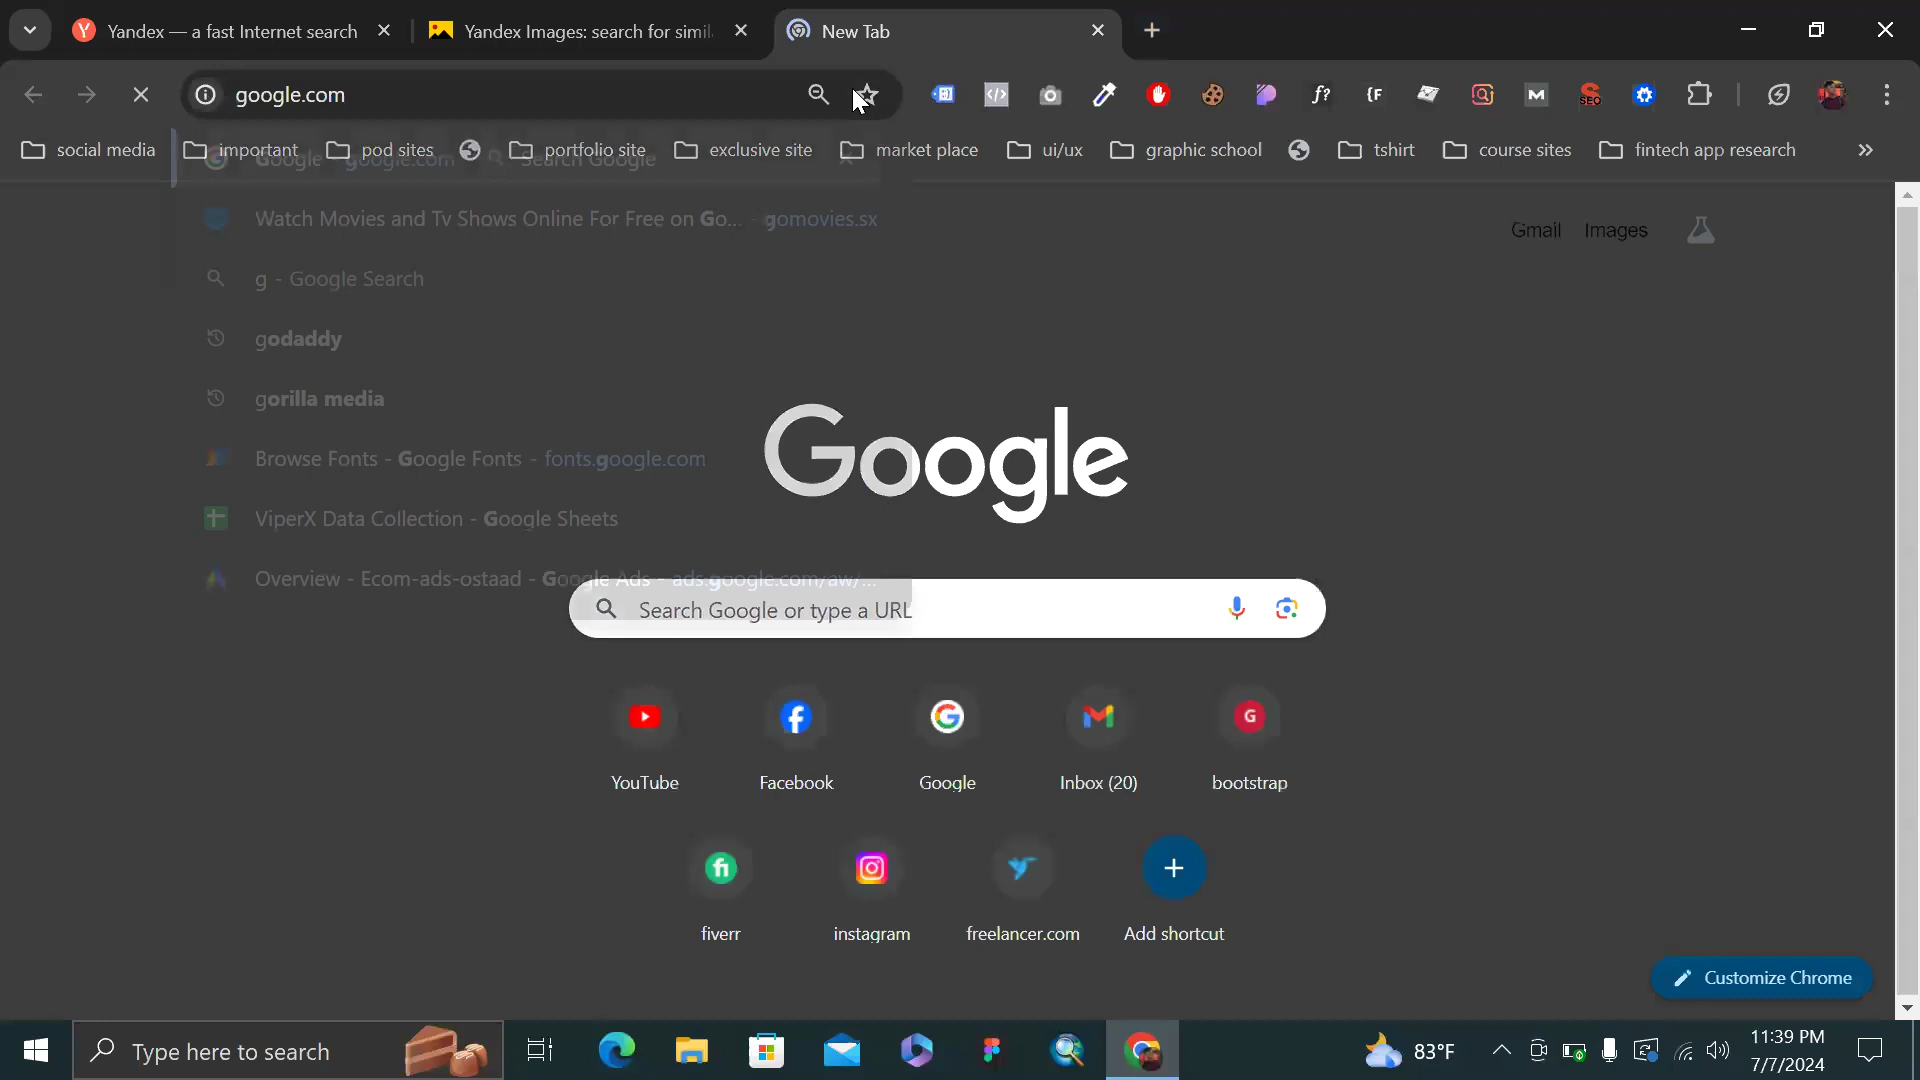 Yandex — a fast Internet search
Yandex Images: search for simil
New Tab
google.com
social media
important
pod sites
portfolio site
exclusive site
market place
ui/ux
graphic school
tshirt
course sites
fintech app research
Google - google.com Search Google
Watch Movies and Tv Shows Online For Free on Go... - gomovies.sx
g - Google Search
godaddy
gorilla media
Browse Fonts - Google Fonts - fonts.google.com
ViperX Data Collection - Google Sheets
Overview - Ecom-ads-ostaad - Google Ads - ads.google.com/aw/...
Gmail Images
Google
Search Google or type a URL
YouTube
Facebook
Google
Inbox (20)
G
bootstrap
fiverr
instagram
freelancer.com
Add shortcut
Customize Chrome
Type here to search
83°F
11:39 PM
7/7/2024